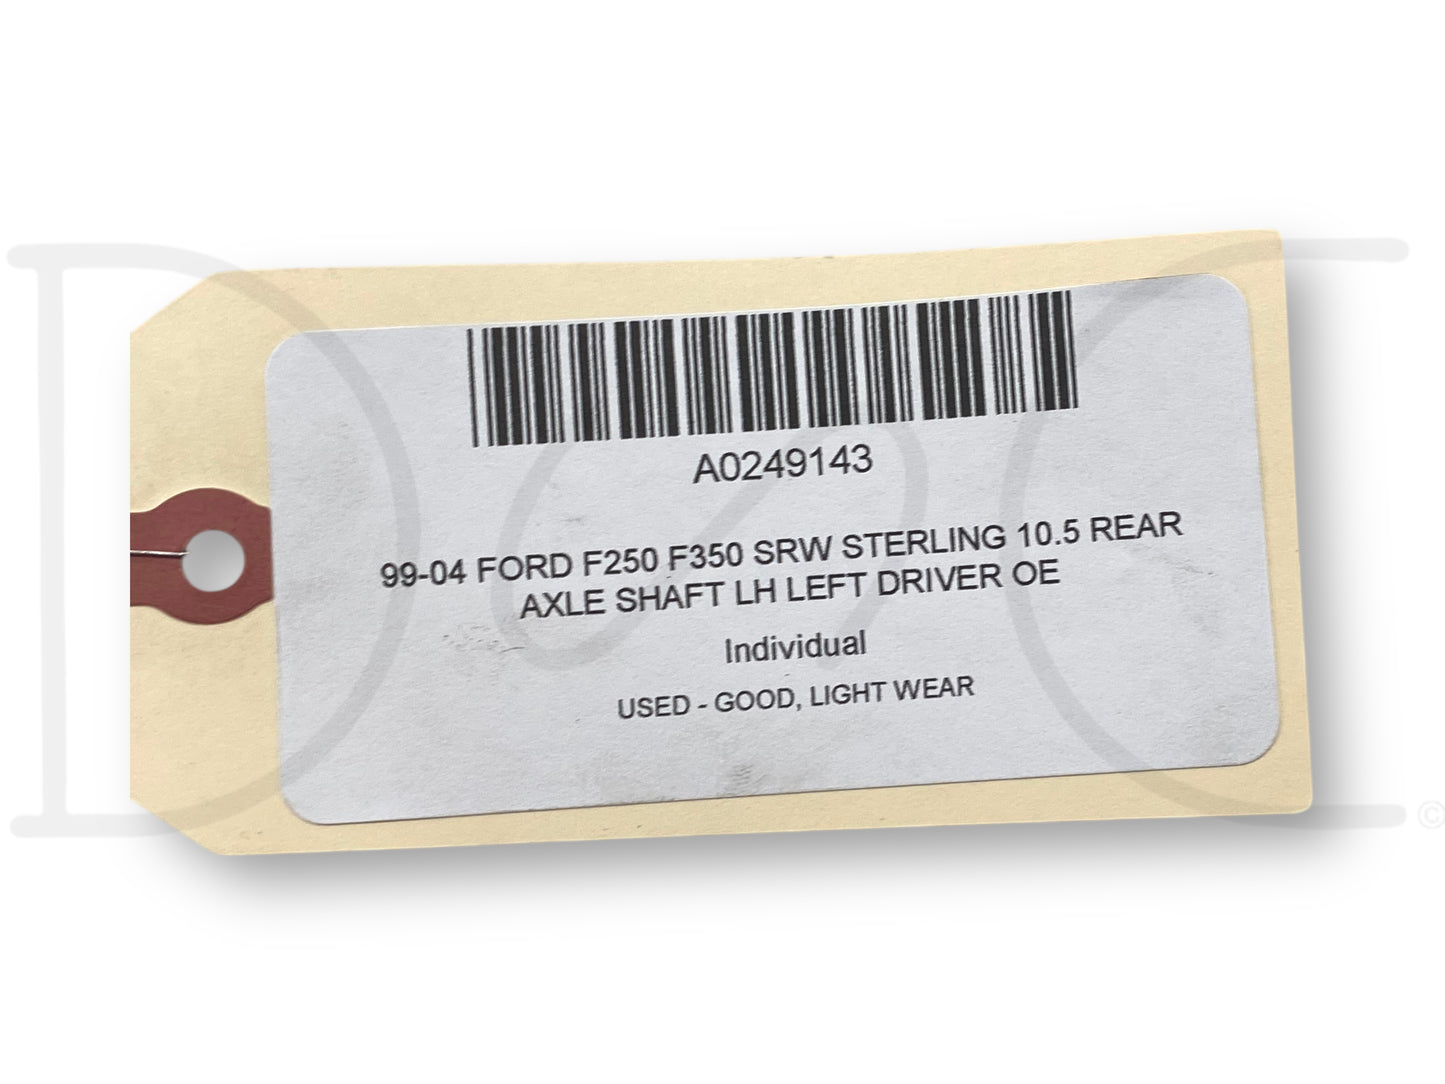 A0249143
99-04 FORD F250 F350 SRW STERLING 10.5 REAR
AXLE SHAFT LH LEFT DRIVER OE
Individual
USED - GOOD, LIGHT WEAR
D C ©